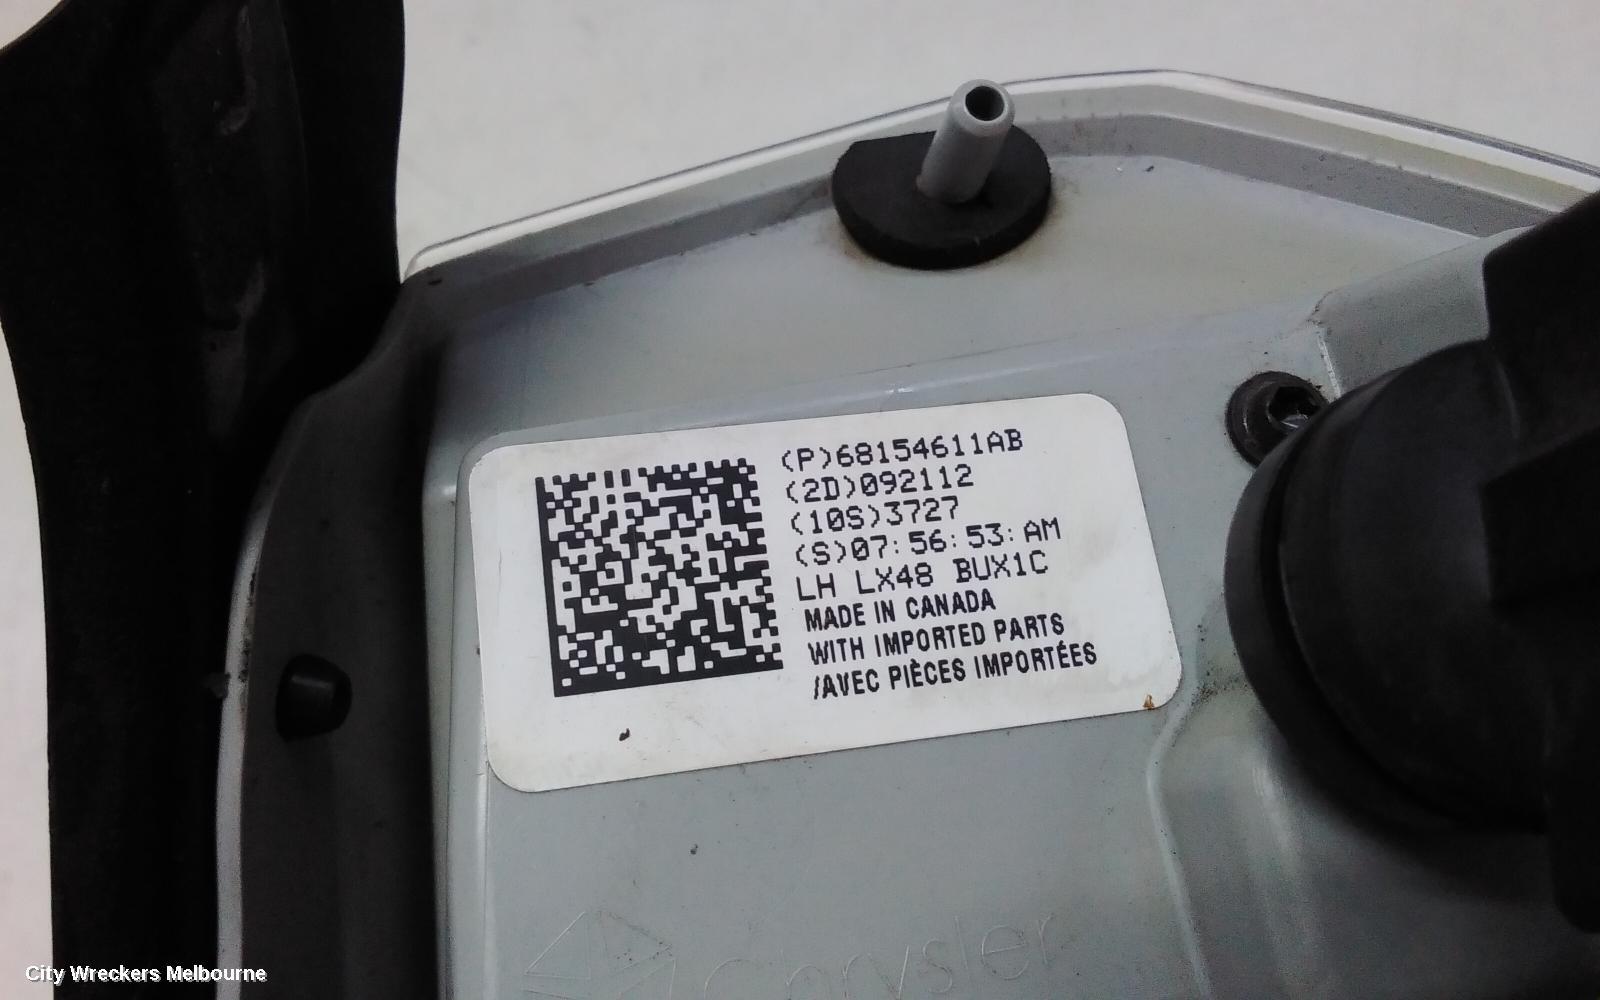 (P)68154611AB
(2D)092112
(10S)3727
(S)07:56:53:AM
LH LX48 BUX1C
MADE IN CANADA
WITH IMPORTED PARTS
/AVEC PIÈCES IMPORTÉES
chrysler
City Wreckers Melbourne